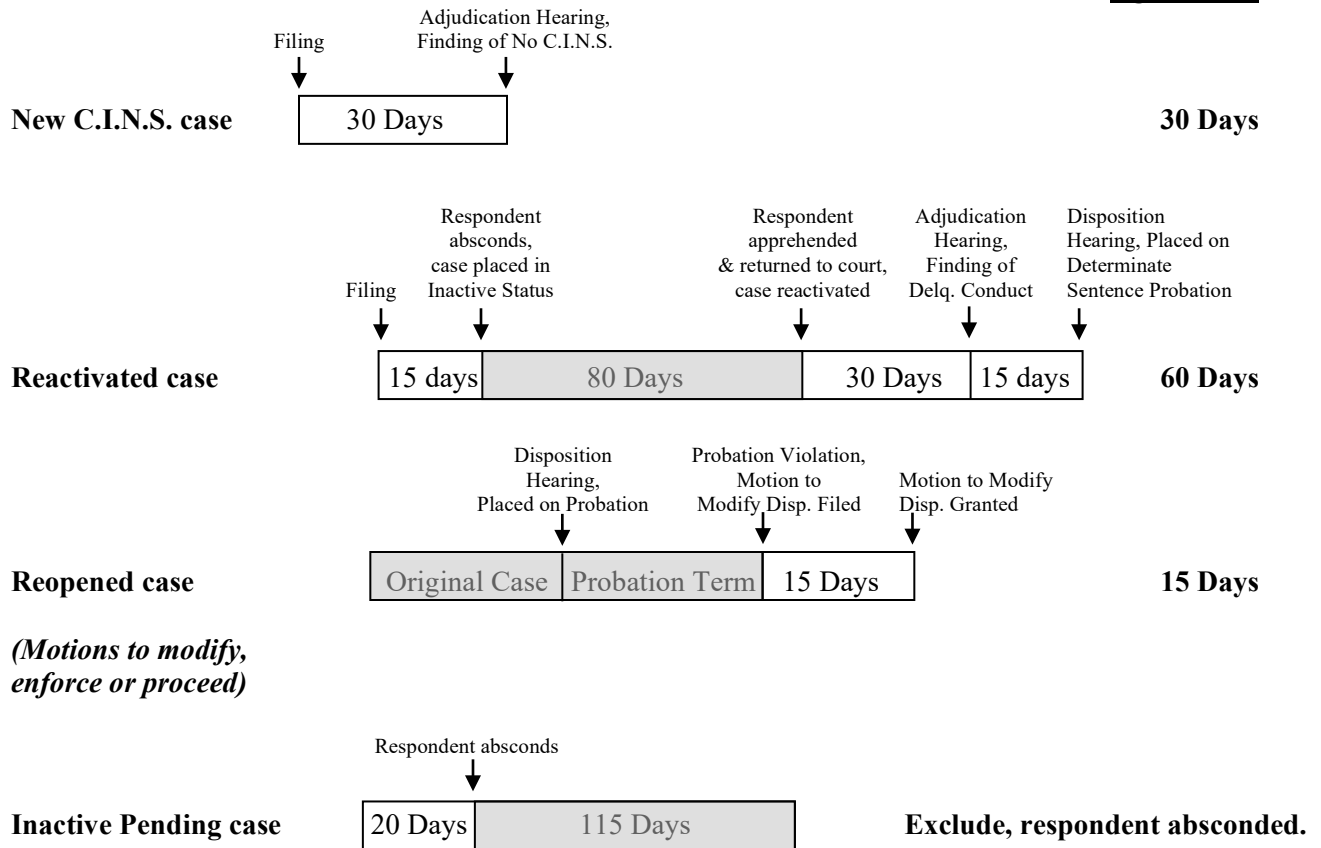 Adjudication Hearing,
Filing
Finding of No C.I.N.S.
New C.I.N.S. case
30 Days
30 Days
Respondent
absconds,
case placed in
Inactive Status
Respondent
apprehended
& returned to court,
case reactivated
Adjudication
Hearing,
Finding of
Delq. Conduct
Disposition
Hearing, Placed on
Determinate
Sentence Probation
Filing
Reactivated case
15 days
80 Days
30 Days
15 days
60 Days
Disposition
Hearing,
Placed on Probation
Probation Violation,
Motion to
Modify Disp. Filed
Motion to Modify
Disp. Granted
Reopened case
Original Case
Probation Term
15 Days
15 Days
(Motions to modify,
enforce or proceed)
Respondent absconds
Inactive Pending case
20 Days
115 Days
Exclude, respondent absconded.